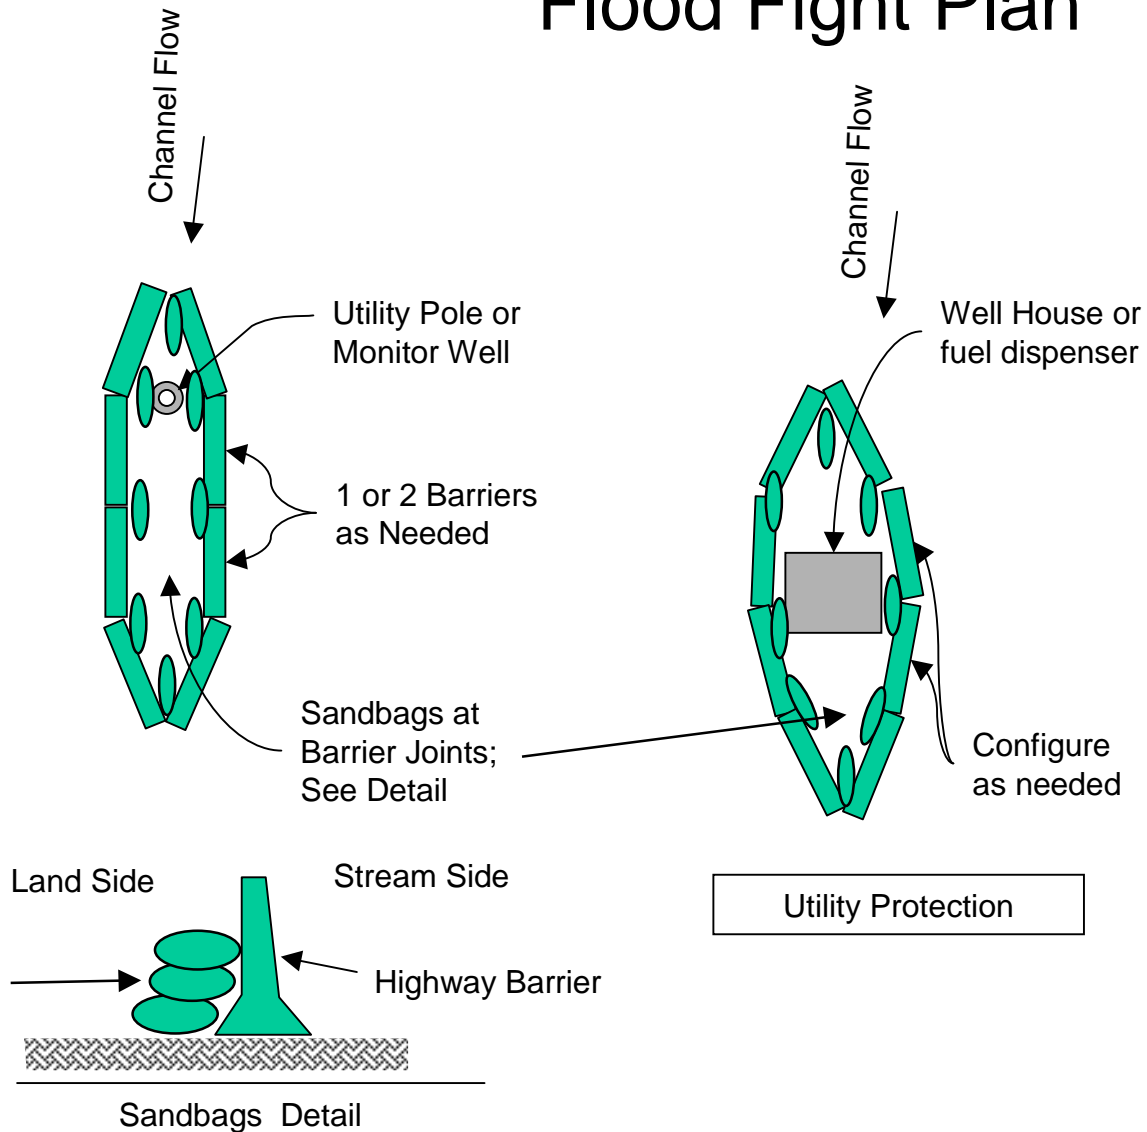 Flood Fight Plan
Channel Flow
Channel Flow
Utility Pole or
Monitor Well
Well House or
fuel dispenser
1 or 2 Barriers
as Needed
Sandbags at
Barrier Joints;
See Detail
Configure
as needed
Land Side
Stream Side
Highway Barrier
Utility Protection
Sandbags Detail